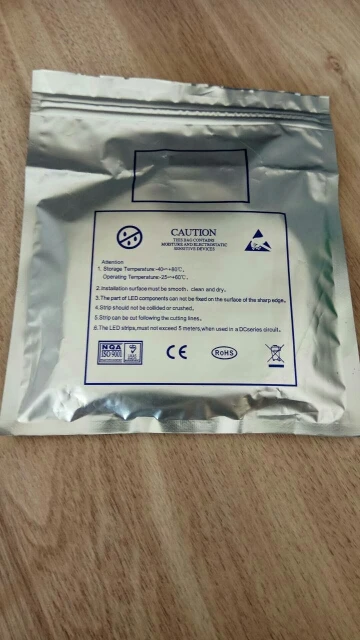 CAUTION
THIS BAG CONTAINS
MOISTURE AND ELECTROSTATIC
SENSITIVE DEVICES
Attention:
1. Storage Temperature:-40~+80℃,
Operating Temperature:-25~+60℃,
2.Installation surface must be smooth, clean and dry,
3.The part of LED components can not be fixed on the surface of the sharp edge,
4.Strip should not be collided or crushed,
5.Strip can be cut following the cutting lines,
6.The LED strips, must not exceed 5 meters,when used in a DCseries circuit,
NQA
ISO-9001
CE
RoHS